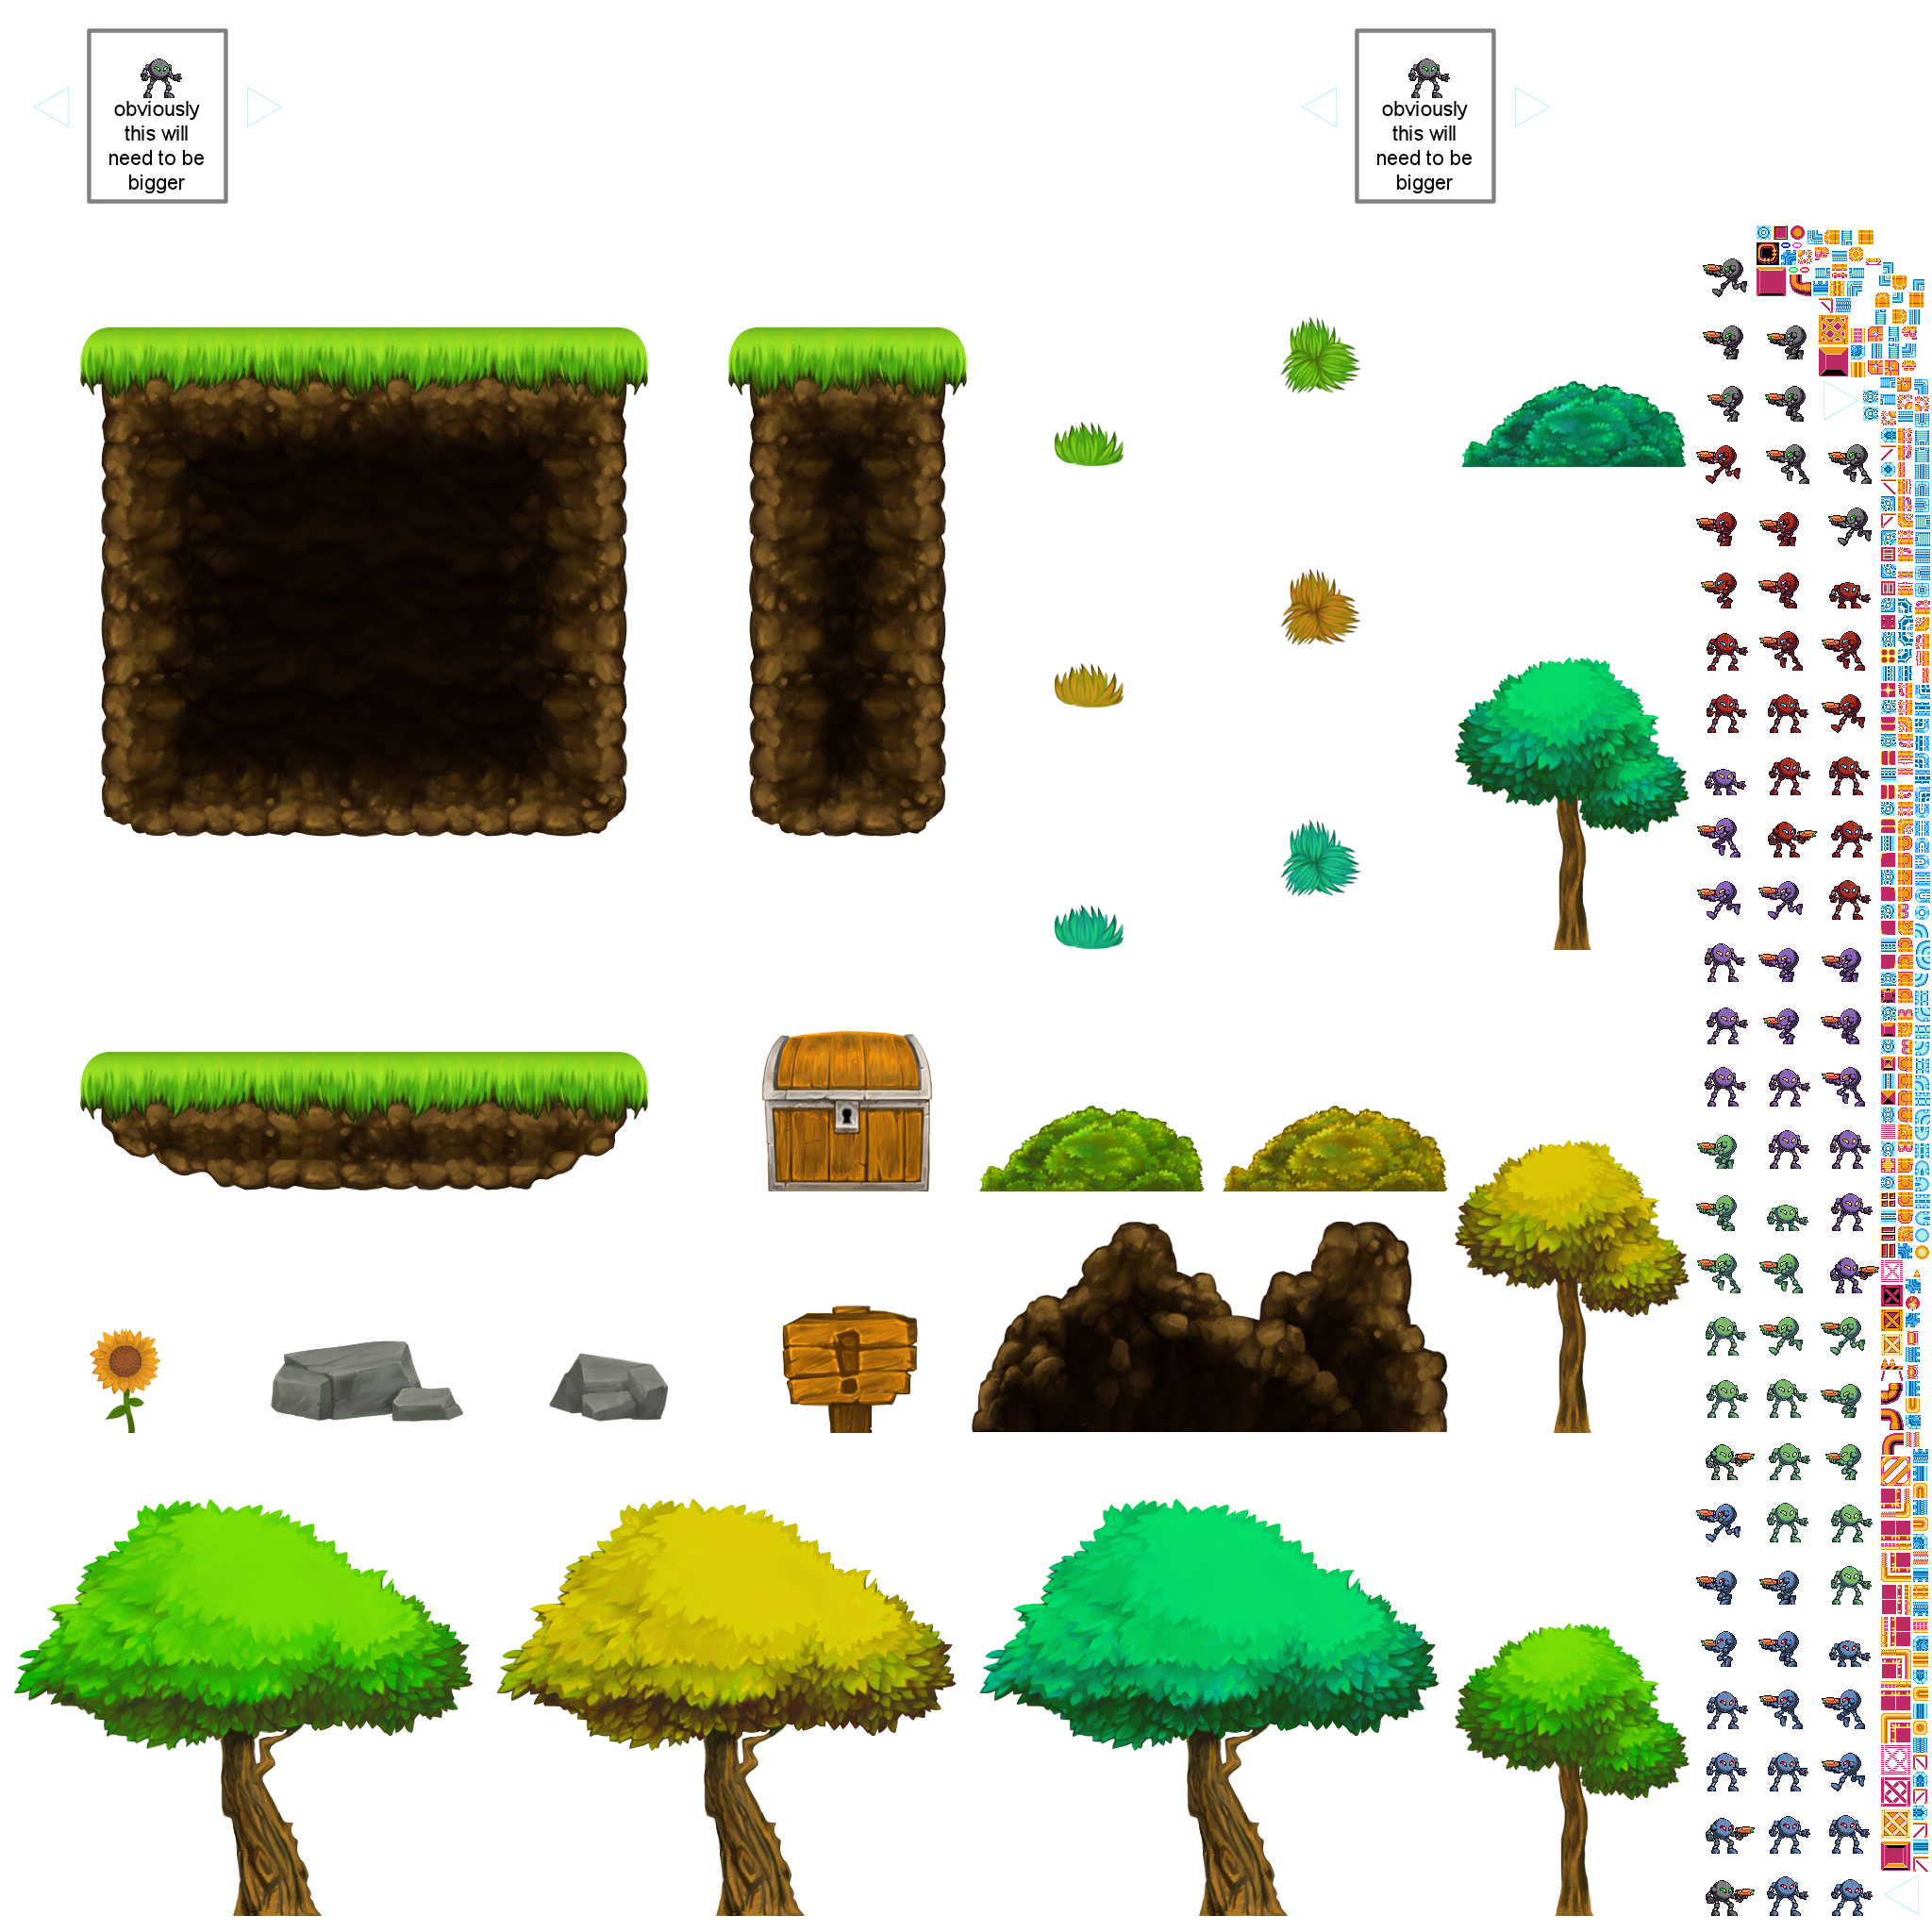 obviously
this will
need to be
bigger
obviously
this will
need to be
bigger